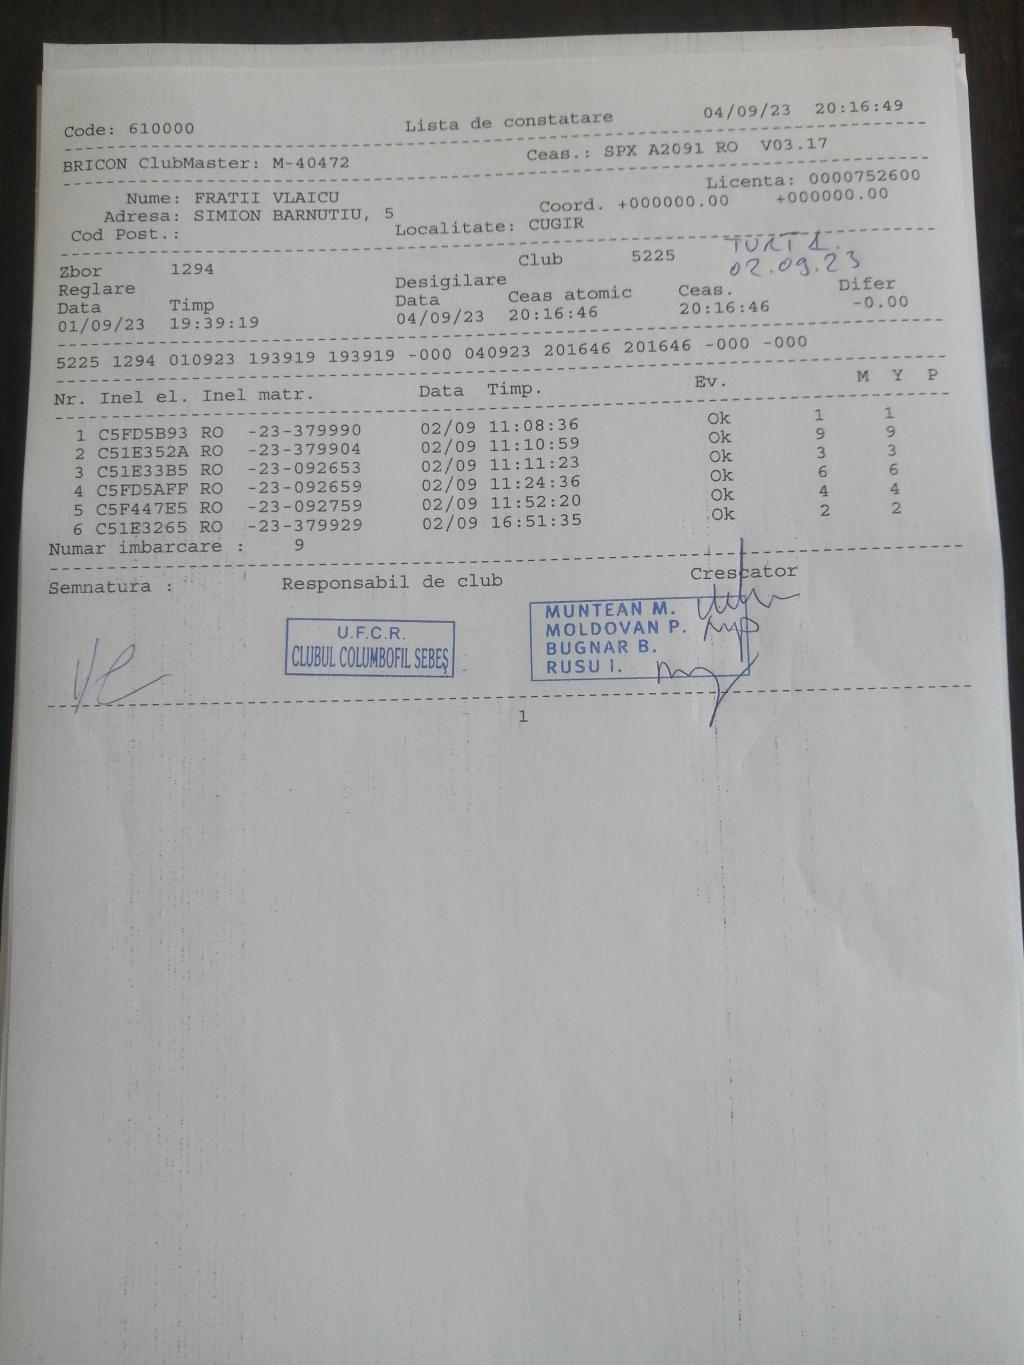 Code: 610000 Lista de constatare 04/09/23 20:16:49
BRICON ClubMaster: M-40472 Ceas.: SPX A2091 RO V03.17
Nume: FRATII VLAICU Licenta: 0000752600
Adresa: SIMION BARNUTIU, 5 Coord. +000000.00 +000000.00
Cod Post.: Localitate: CUGIR
TURT 1.
02.09.23
Zbor 1294 Club 5225
Reglare Desigilare
Data Timp Data Ceas atomic Ceas. Difer
01/09/23 19:39:19 04/09/23 20:16:46 20:16:46 -0.00
5225 1294 010923 193919 193919 -000 040923 201646 201646 -000 -000
Nr. Inel el. Inel matr. Data Timp. Ev. M Y P
1 C5FD5B93 RO -23-379990 02/09 11:08:36 Ok 1 1
2 C51E352A RO -23-379904 02/09 11:10:59 Ok 9 9
3 C51E33B5 RO -23-092653 02/09 11:11:23 Ok 3 3
4 C5FD5AFF RO -23-092659 02/09 11:24:36 Ok 6 6
5 C5F447E5 RO -23-092759 02/09 11:52:20 Ok 4 4
6 C51E3265 RO -23-379929 02/09 16:51:35 Ok 2 2
Numar imbarcare : 9
Semnatura : Responsabil de club Crescator
U.F.C.R.
CLUBUL COLUMBOFIL SEBEȘ
MUNTEAN M.
MOLDOVAN P.
BUGNAR B.
RUSU I.
1